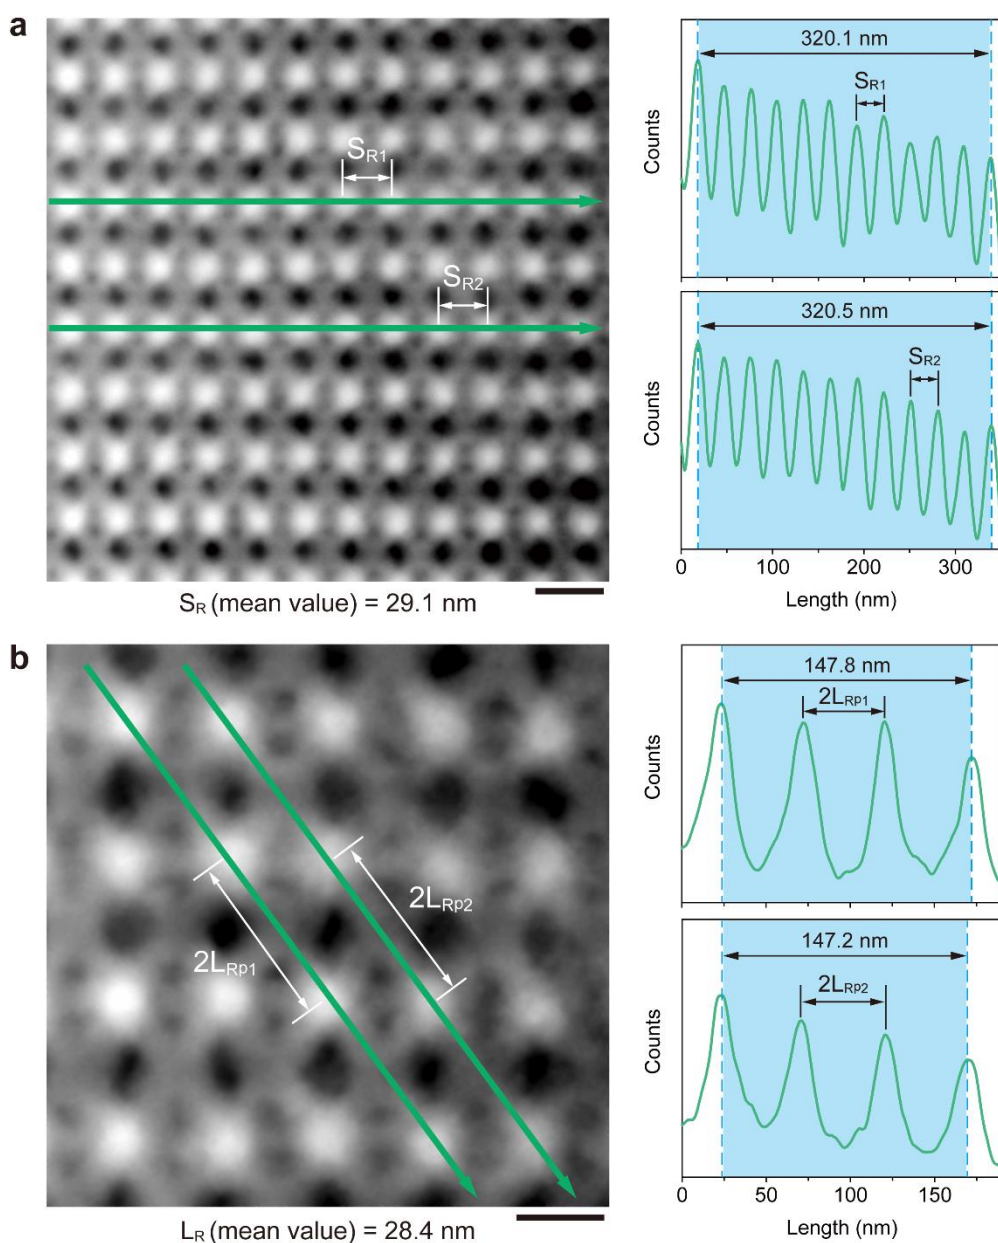 a
S_R1
S_R2
S_R (mean value) = 29.1 nm
320.1 nm
S_R1
Counts
320.5 nm
S_R2
Counts
0 100 200 300
Length (nm)
b
2L_Rp1
2L_Rp2
L_R (mean value) = 28.4 nm
147.8 nm
2L_Rp1
Counts
147.2 nm
2L_Rp2
Counts
0 50 100 150
Length (nm)